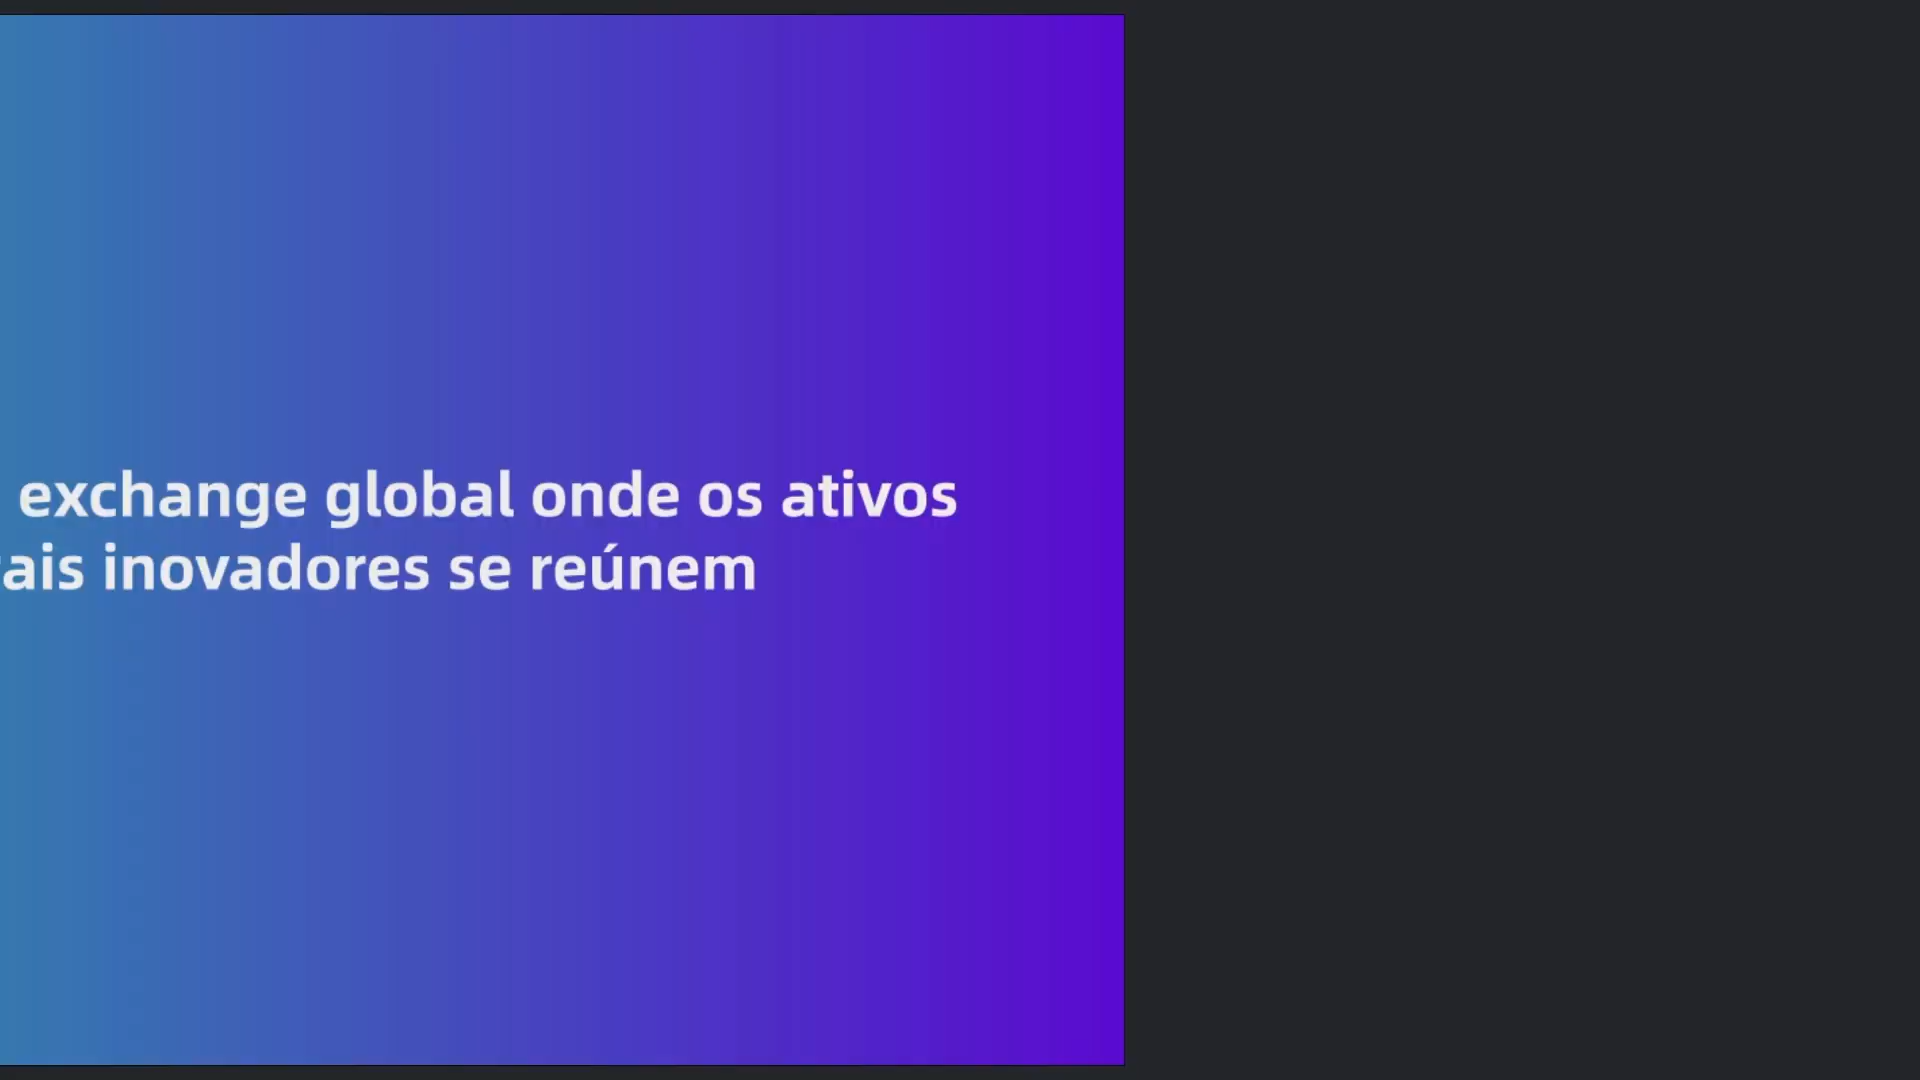 exchange global onde os ativos
ais inovadores se reúnem